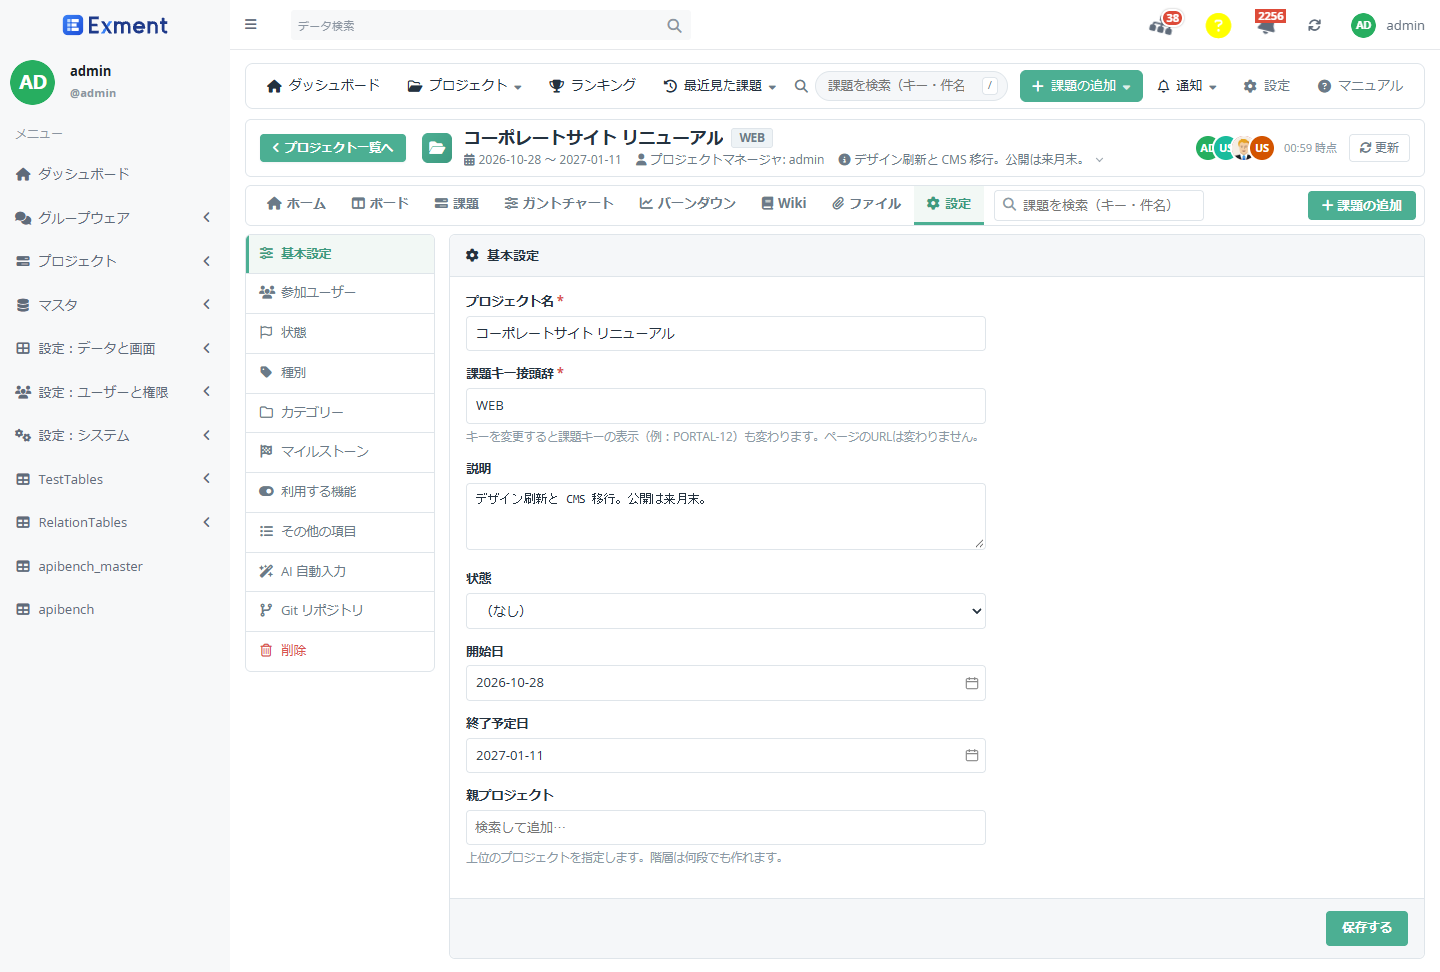 Exment
データ検索
38
?
2256
AD
admin
AD
admin
@admin
メニュー
ダッシュボード
グループウェア
プロジェクト
マスタ
設定：データと画面
設定：ユーザーと権限
設定：システム
TestTables
RelationTables
apibench_master
apibench
ダッシュボード
プロジェクト
ランキング
最近見た課題
課題を検索（キー・件名
/
課題の追加
通知
設定
マニュアル
プロジェクト一覧へ
コーポレートサイト リニューアル
WEB
2026-10-28 ～ 2027-01-11
プロジェクトマネージャ: admin
デザイン刷新と CMS 移行。公開は来月末。
AD
US
US
00:59 時点
更新
ホーム
ボード
課題
ガントチャート
バーンダウン
Wiki
ファイル
設定
課題を検索（キー・件名）
課題の追加
基本設定
参加ユーザー
状態
種別
カテゴリー
マイルストーン
利用する機能
その他の項目
AI 自動入力
Git リポジトリ
削除
基本設定
プロジェクト名 *
コーポレートサイト リニューアル
課題キー接頭辞 *
WEB
キーを変更すると課題キーの表示（例：PORTAL-12）も変わります。ページのURLは変わりません。
説明
デザイン刷新と CMS 移行。公開は来月末。
状態
（なし）
開始日
2026-10-28
終了予定日
2027-01-11
親プロジェクト
検索して追加…
上位のプロジェクトを指定します。階層は何段でも作れます。
保存する